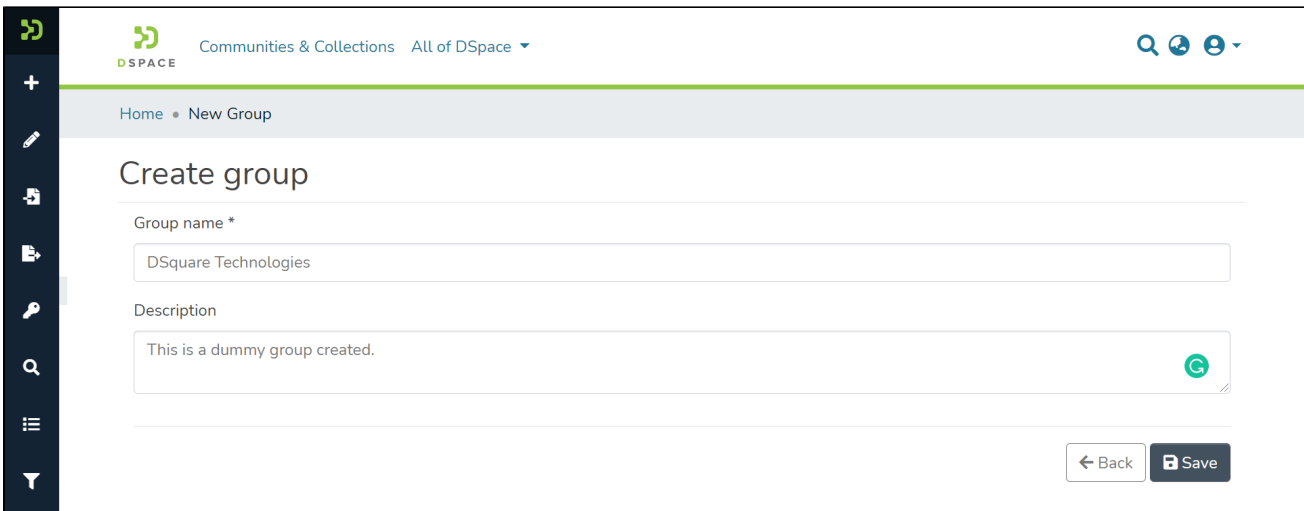 Communities & Collections All of DSpace
DSPACE
Home • New Group
Create group
Group name *
DSquare Technologies
Description
This is a dummy group created.
Back Save